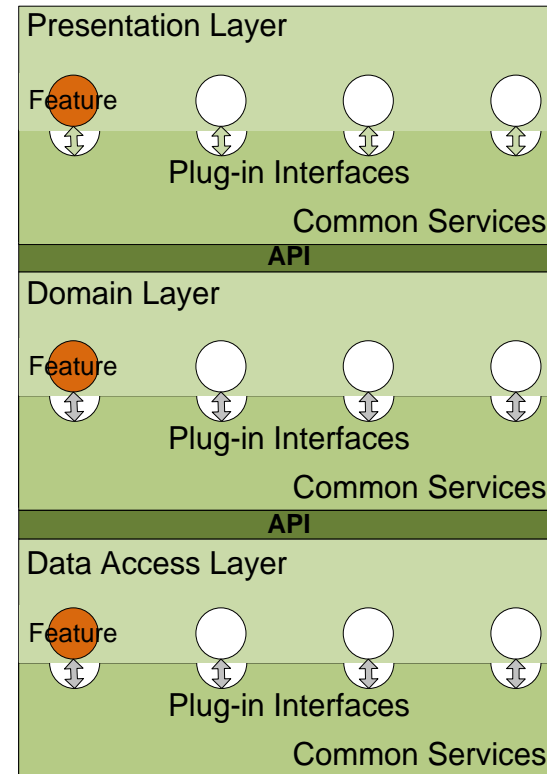 Presentation Layer
Feature
Plug-in Interfaces
Common Services
API
Domain Layer
Feature
Plug-in Interfaces
Common Services
API
Data Access Layer
Feature
Plug-in Interfaces
Common Services